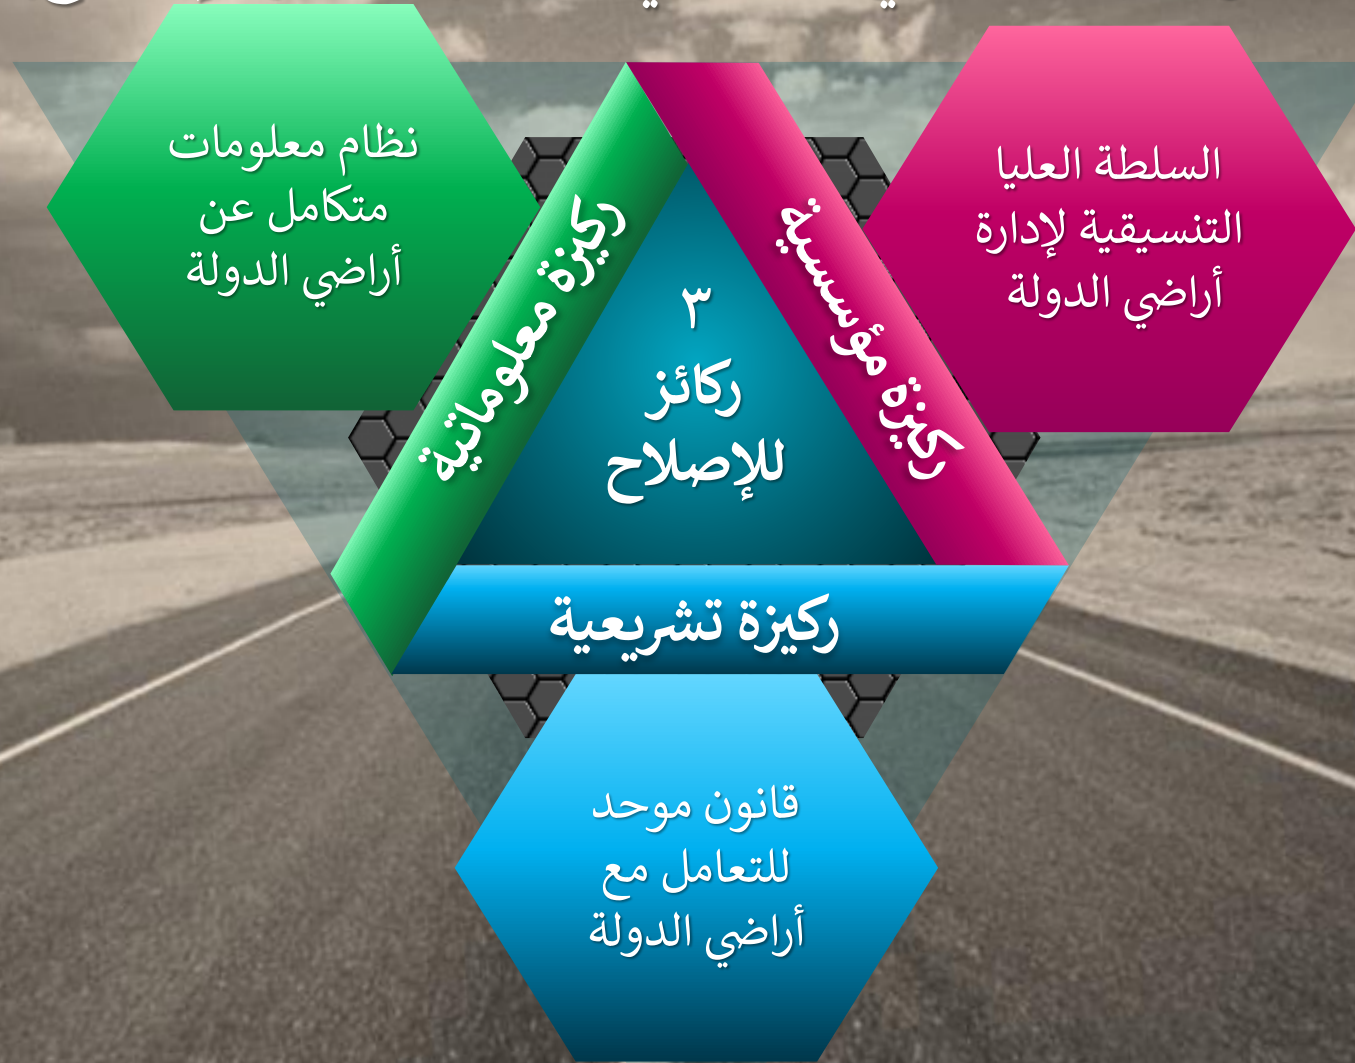 السلطة العليا
التنسيقية لإدارة
أراضي الدولة
ركيزة مؤسسية
نظام معلومات
متكامل عن
أراضي الدولة
ركيزة معلوماتية
٣
ركائز
للإصلاح
ركيزة تشريعية
قانون موحد
للتعامل مع
أراضي الدولة